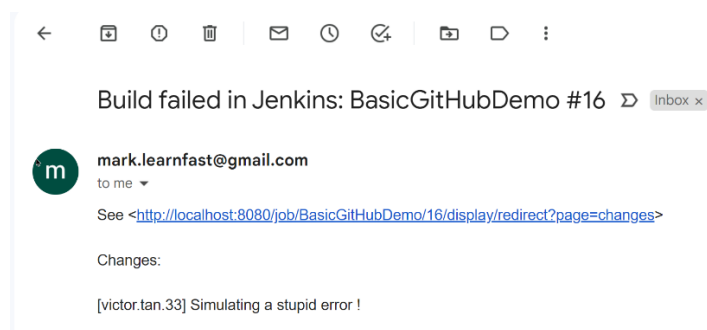 Build failed in Jenkins: BasicGitHubDemo #16 Inbox ×
m
mark.learnfast@gmail.com
to me
See <http://localhost:8080/job/BasicGitHubDemo/16/display/redirect?page=changes>
Changes:
[victor.tan.33] Simulating a stupid error !